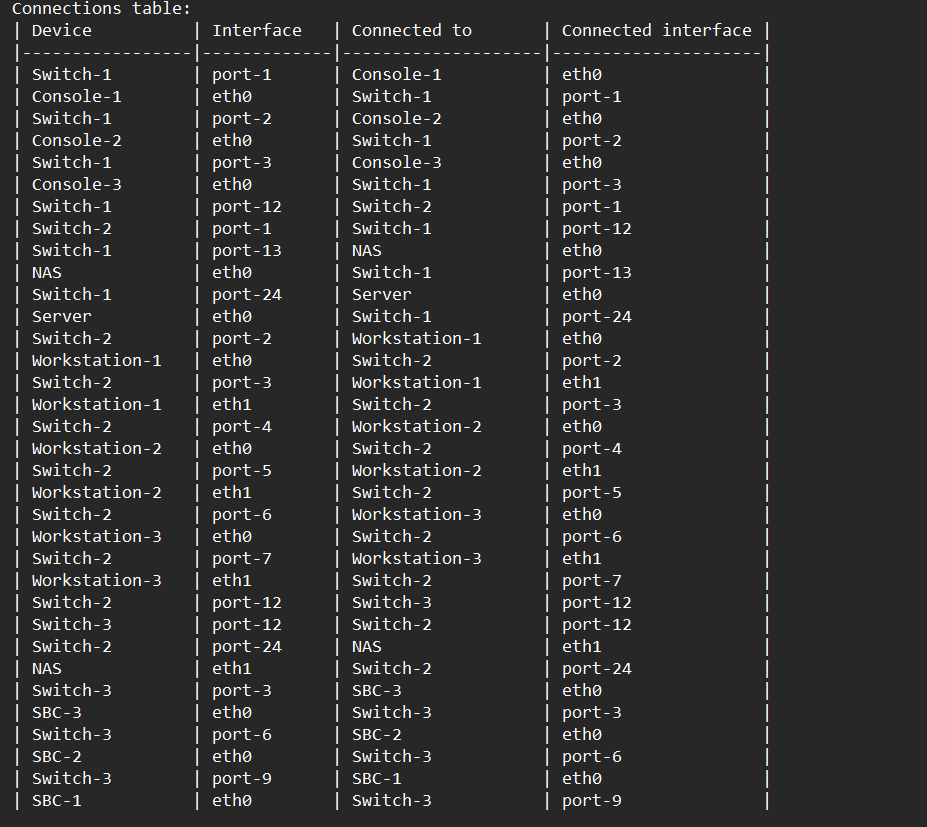 Connections table:
| Device          | Interface   | Connected to       | Connected interface |
|-----------------|-------------|--------------------|---------------------|
| Switch-1        | port-1      | Console-1          | eth0                |
| Console-1       | eth0        | Switch-1           | port-1              |
| Switch-1        | port-2      | Console-2          | eth0                |
| Console-2       | eth0        | Switch-1           | port-2              |
| Switch-1        | port-3      | Console-3          | eth0                |
| Console-3       | eth0        | Switch-1           | port-3              |
| Switch-1        | port-12     | Switch-2           | port-1              |
| Switch-2        | port-1      | Switch-1           | port-12             |
| Switch-1        | port-13     | NAS                | eth0                |
| NAS             | eth0        | Switch-1           | port-13             |
| Switch-1        | port-24     | Server             | eth0                |
| Server          | eth0        | Switch-1           | port-24             |
| Switch-2        | port-2      | Workstation-1      | eth0                |
| Workstation-1   | eth0        | Switch-2           | port-2              |
| Switch-2        | port-3      | Workstation-1      | eth1                |
| Workstation-1   | eth1        | Switch-2           | port-3              |
| Switch-2        | port-4      | Workstation-2      | eth0                |
| Workstation-2   | eth0        | Switch-2           | port-4              |
| Switch-2        | port-5      | Workstation-2      | eth1                |
| Workstation-2   | eth1        | Switch-2           | port-5              |
| Switch-2        | port-6      | Workstation-3      | eth0                |
| Workstation-3   | eth0        | Switch-2           | port-6              |
| Switch-2        | port-7      | Workstation-3      | eth1                |
| Workstation-3   | eth1        | Switch-2           | port-7              |
| Switch-2        | port-12     | Switch-3           | port-12             |
| Switch-3        | port-12     | Switch-2           | port-12             |
| Switch-2        | port-24     | NAS                | eth1                |
| NAS             | eth1        | Switch-2           | port-24             |
| Switch-3        | port-3      | SBC-3              | eth0                |
| SBC-3           | eth0        | Switch-3           | port-3              |
| Switch-3        | port-6      | SBC-2              | eth0                |
| SBC-2           | eth0        | Switch-3           | port-6              |
| Switch-3        | port-9      | SBC-1              | eth0                |
| SBC-1           | eth0        | Switch-3           | port-9              |